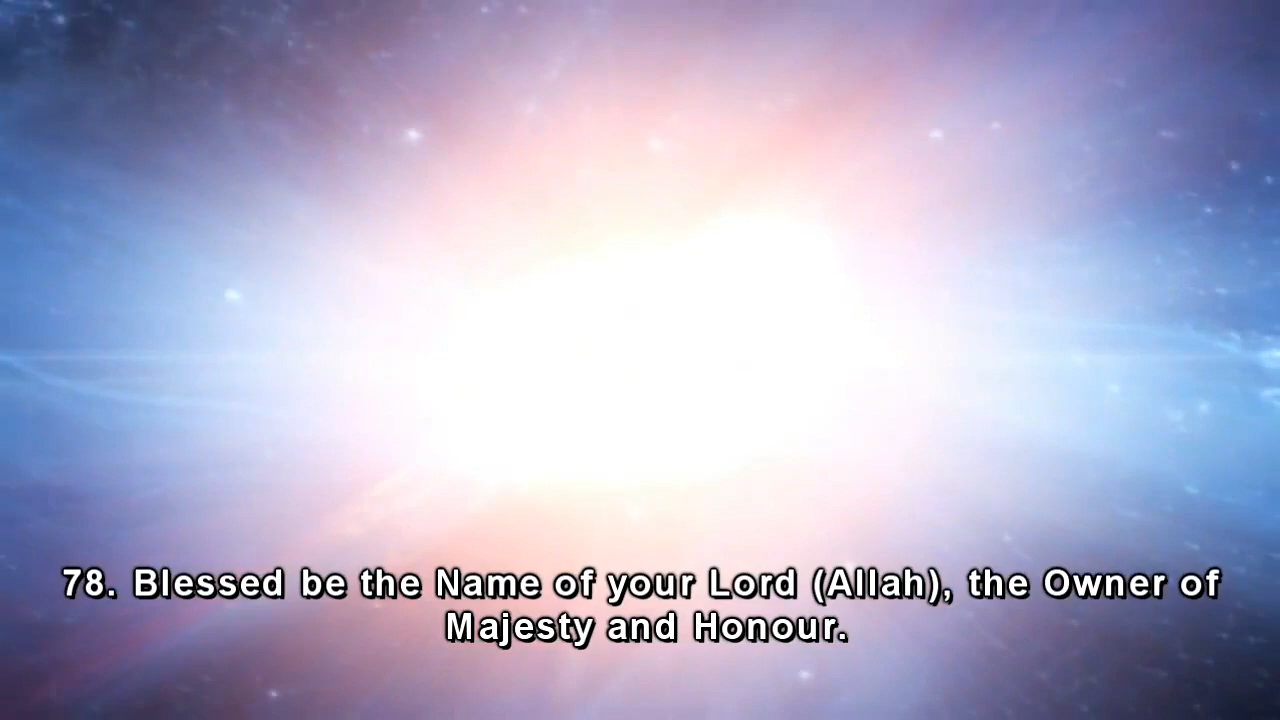 78. Blessed be the Name of your Lord (Allah), the Owner of
Majesty and Honour.